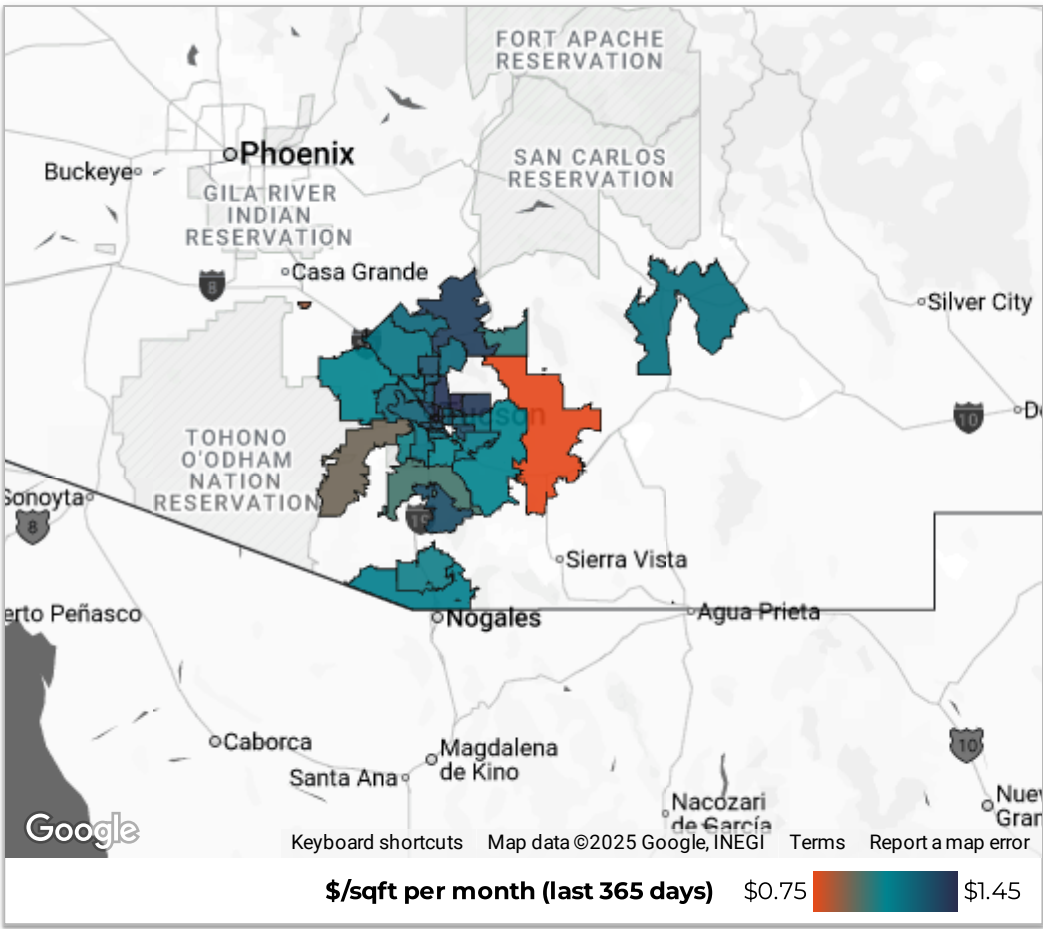 FORT APACHE
RESERVATION
Phoenix
Buckeye
SAN CARLOS
RESERVATION
GILA RIVER
INDIAN
RESERVATION
Casa Grande
8
Silver City
10
TOHONO
O'ODHAM
NATION
RESERVATION
Tucson
Sonoyta
8
19
Sierra Vista
erto Peñasco
Nogales
Agua Prieta
Caborca
Magdalena
de Kino
10
Santa Ana
Nacozari
de García
Google
Keyboard shortcuts Map data ©2025 Google, INEGI Terms Report a map error
$/sqft per month (last 365 days) $0.75 $1.45